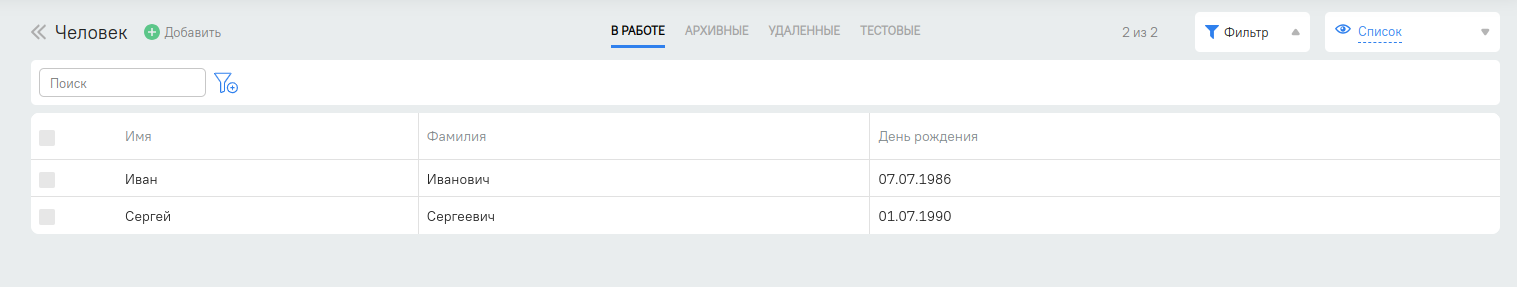 Человек Добавить В РАБОТЕ АРХИВНЫЕ УДАЛЕННЫЕ ТЕСТОВЫЕ 2 из 2 Фильтр Список
Поиск
Имя Фамилия День рождения
Иван Иванович 07.07.1986
Сергей Сергеевич 01.07.1990